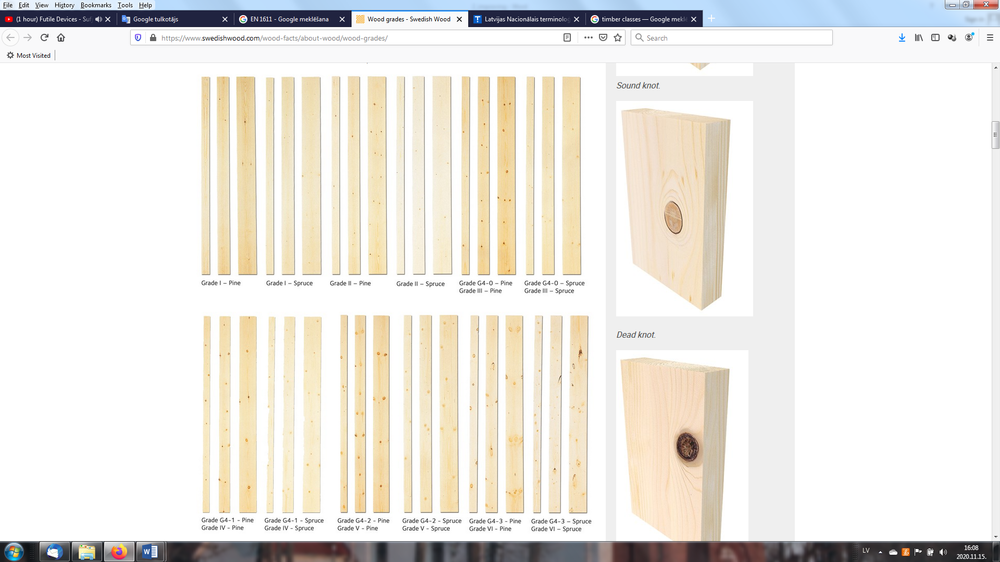 File Edit View History Bookmarks Tools Help
(1 hour) Futile Devices - Suf
Google tulkotājs
EN 1611 - Google meklēšana
Wood grades - Swedish Wood
Latvijas Nacionālais terminoloģ
timber classes — Google meklē
https://www.swedishwood.com/wood-facts/about-wood/wood-grades/
Search
Most Visited
Sound knot.
Grade I – Pine
Grade I – Spruce
Grade II – Pine
Grade II – Spruce
Grade G4-0 – Pine
Grade III – Pine
Grade G4-0 – Spruce
Grade III – Spruce
Dead knot.
Grade G4-1 - Pine
Grade IV - Pine
Grade G4-1 - Spruce
Grade IV - Spruce
Grade G4-2 - Pine
Grade V - Pine
Grade G4-2 - Spruce
Grade V - Spruce
Grade G4-3 - Pine
Grade VI - Pine
Grade G4-3 – Spruce
Grade VI – Spruce
LV
16:08
2020.11.15.